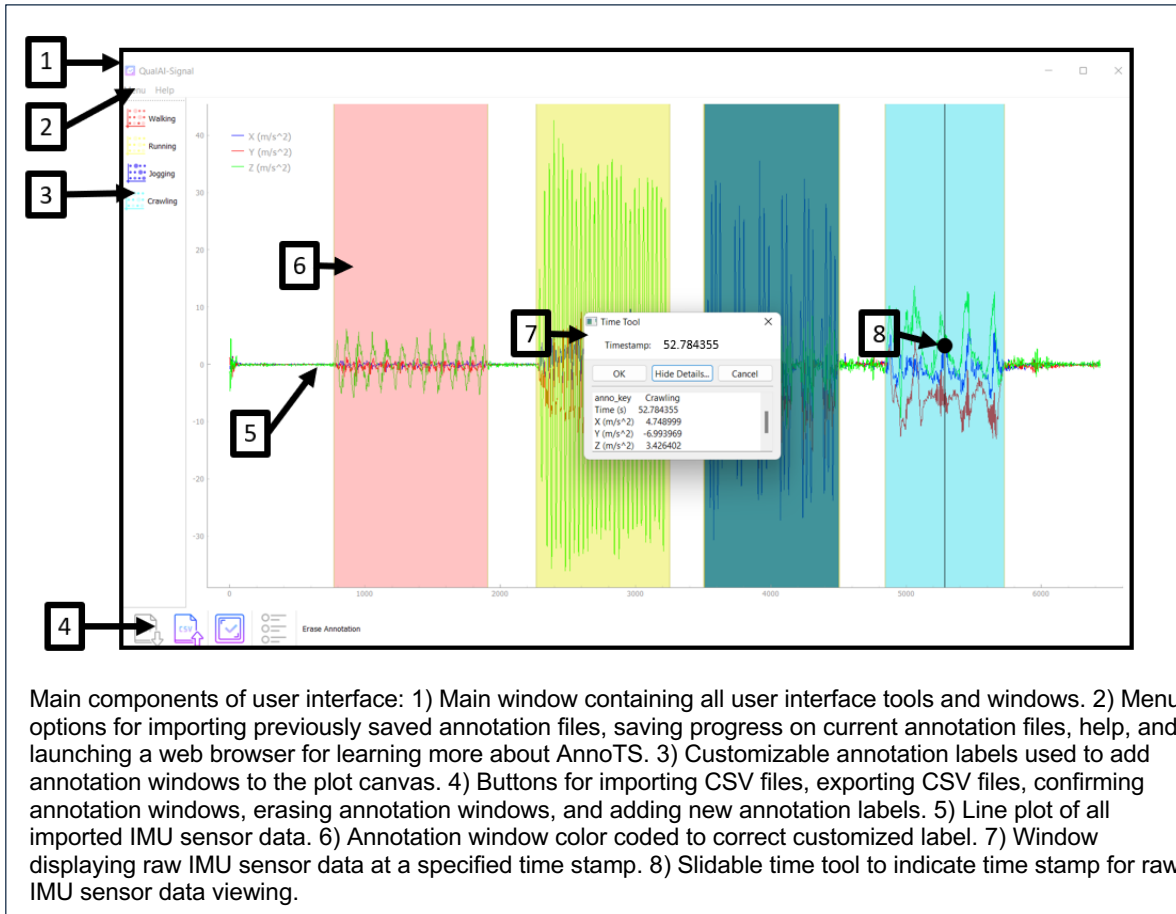 1
QualAI-Signal
2
Menu Help
3
Walking
Running
Jogging
Crawling
X (m/s^2)
Y (m/s^2)
Z (m/s^2)
40
30
20
10
0
-10
-20
-30
6
5
7
8
Time Tool
Timestamp: 52.784355
OK Hide Details... Cancel
anno_key Crawling
Time (s) 52.784355
X (m/s^2) 4.748999
Y (m/s^2) -6.993969
Z (m/s^2) 3.426402
0 1000 2000 3000 4000 5000 6000
4
CSV
Erase Annotation
Main components of user interface: 1) Main window containing all user interface tools and windows. 2) Menu
options for importing previously saved annotation files, saving progress on current annotation files, help, and
launching a web browser for learning more about AnnoTS. 3) Customizable annotation labels used to add
annotation windows to the plot canvas. 4) Buttons for importing CSV files, exporting CSV files, confirming
annotation windows, erasing annotation windows, and adding new annotation labels. 5) Line plot of all
imported IMU sensor data. 6) Annotation window color coded to correct customized label. 7) Window
displaying raw IMU sensor data at a specified time stamp. 8) Slidable time tool to indicate time stamp for raw
IMU sensor data viewing.